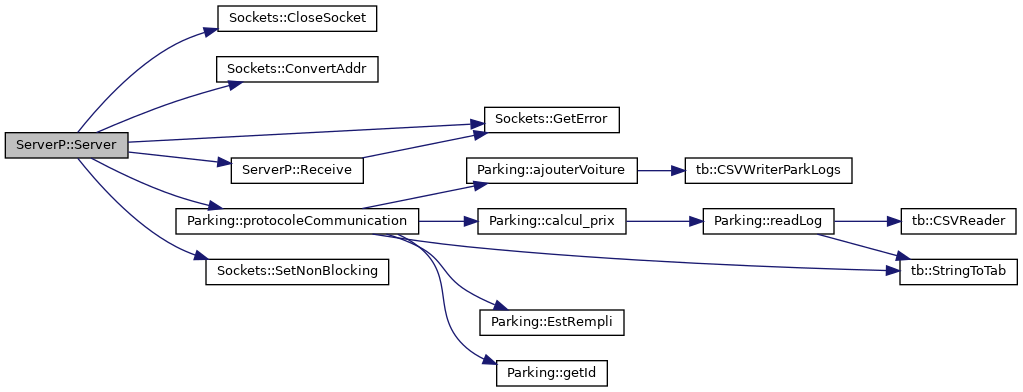 Sockets::CloseSocket
Sockets::ConvertAddr
Sockets::GetError
ServerP::Server
ServerP::Receive
Parking::ajouterVoiture
tb::CSVWriterParkLogs
Parking::protocoleCommunication
Parking::calcul_prix
Parking::readLog
tb::CSVReader
Sockets::SetNonBlocking
tb::StringToTab
Parking::EstRempli
Parking::getId